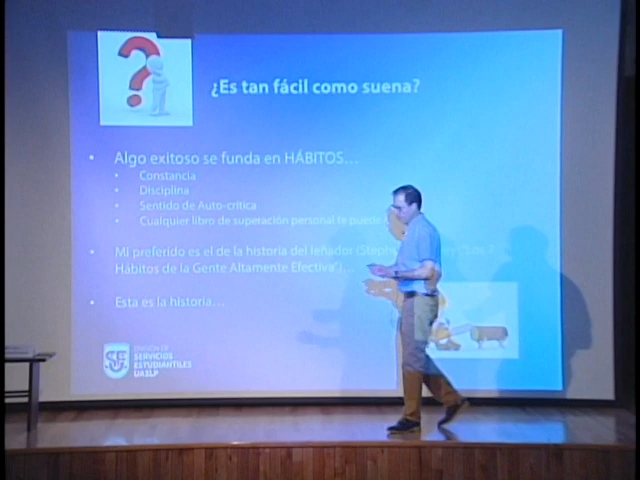 ¿Es tan fácil como suena?
• Algo exitoso se funda en HÁBITOS...
• Constancia
• Disciplina
• Sentido de Auto-crítica
• Cualquier libro de superación personal te puede
• Mi preferido es el de la historia del leñador
Hábitos de la Gente Altamente Efectiva")...
• Esta es la historia...
DIVISIÓN DE
SERVICIOS
ESTUDIANTILES
UASLP